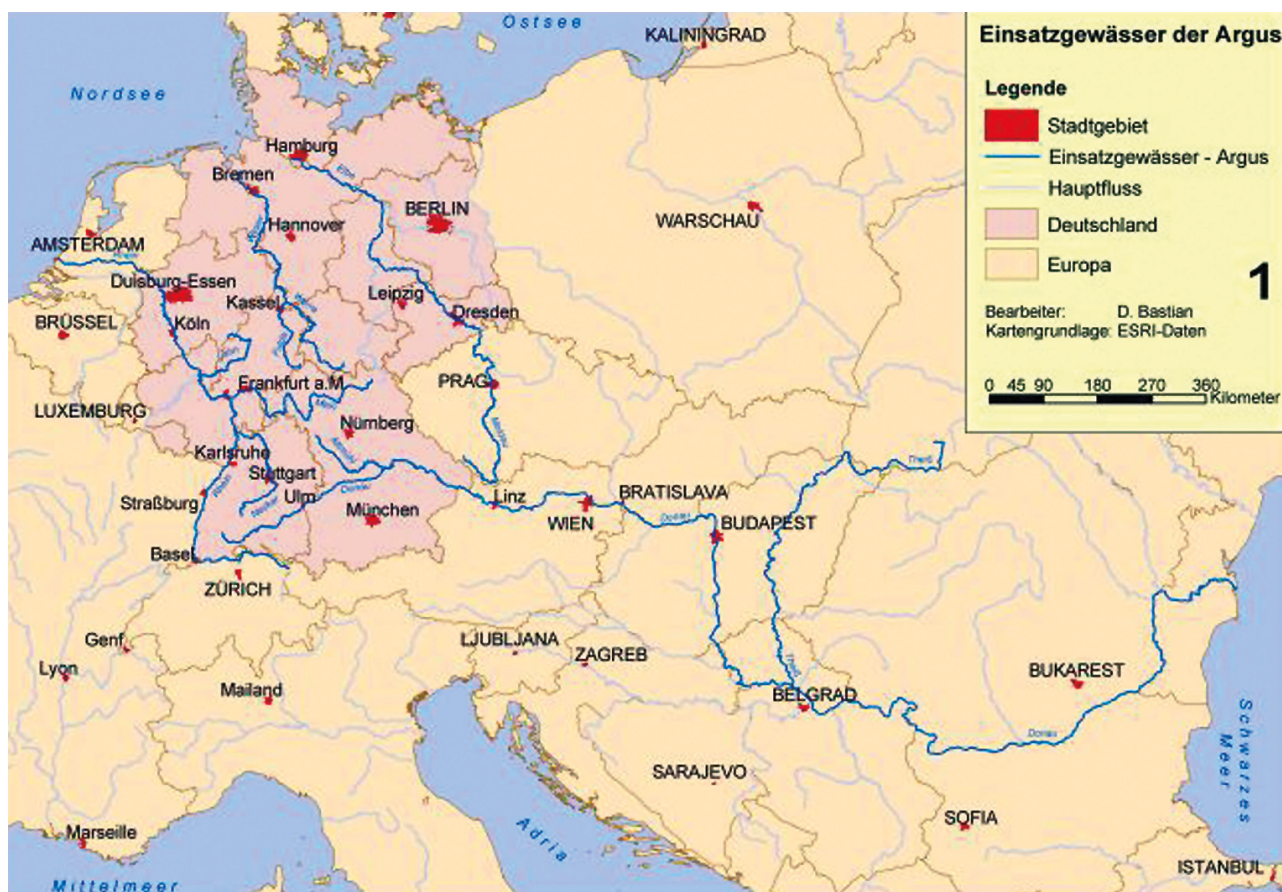 Ostsee
KALININGRAD
Einsatzgewässer der Argus
Nordsee
Legende
Stadtgebiet
Einsatzgewässer - Argus
Hauptfluss
Deutschland
Europa
1
Bearbeiter: D. Bastian
Kartengrundlage: ESRI-Daten
0 45 90 180 270 360
Kilometer
Hamburg
Elbe
Bremen
BERLIN
WARSCHAU
Hannover
AMSTERDAM
Duisburg-Essen
Kassel
Leipzig
Dresden
BRÜSSEL
Köln
Lahn
Frankfurt a.M
PRAG
Main
LUXEMBURG
Nürnberg
Moldau
Altmühl
Karlsruhe
Theiß
Stuttgart
Rhein
Straßburg
Neckar
Ulm
Donau
Linz
BRATISLAVA
München
WIEN
Donau
BUDAPEST
Basel
ZÜRICH
Genf
LJUBLJANA
ZAGREB
Theiß
Lyon
Mailand
BELGRAD
BUKAREST
Donau
Schwarzes
Meer
SARAJEVO
SOFIA
Adria
Marseille
ISTANBUL
Mittelmeer